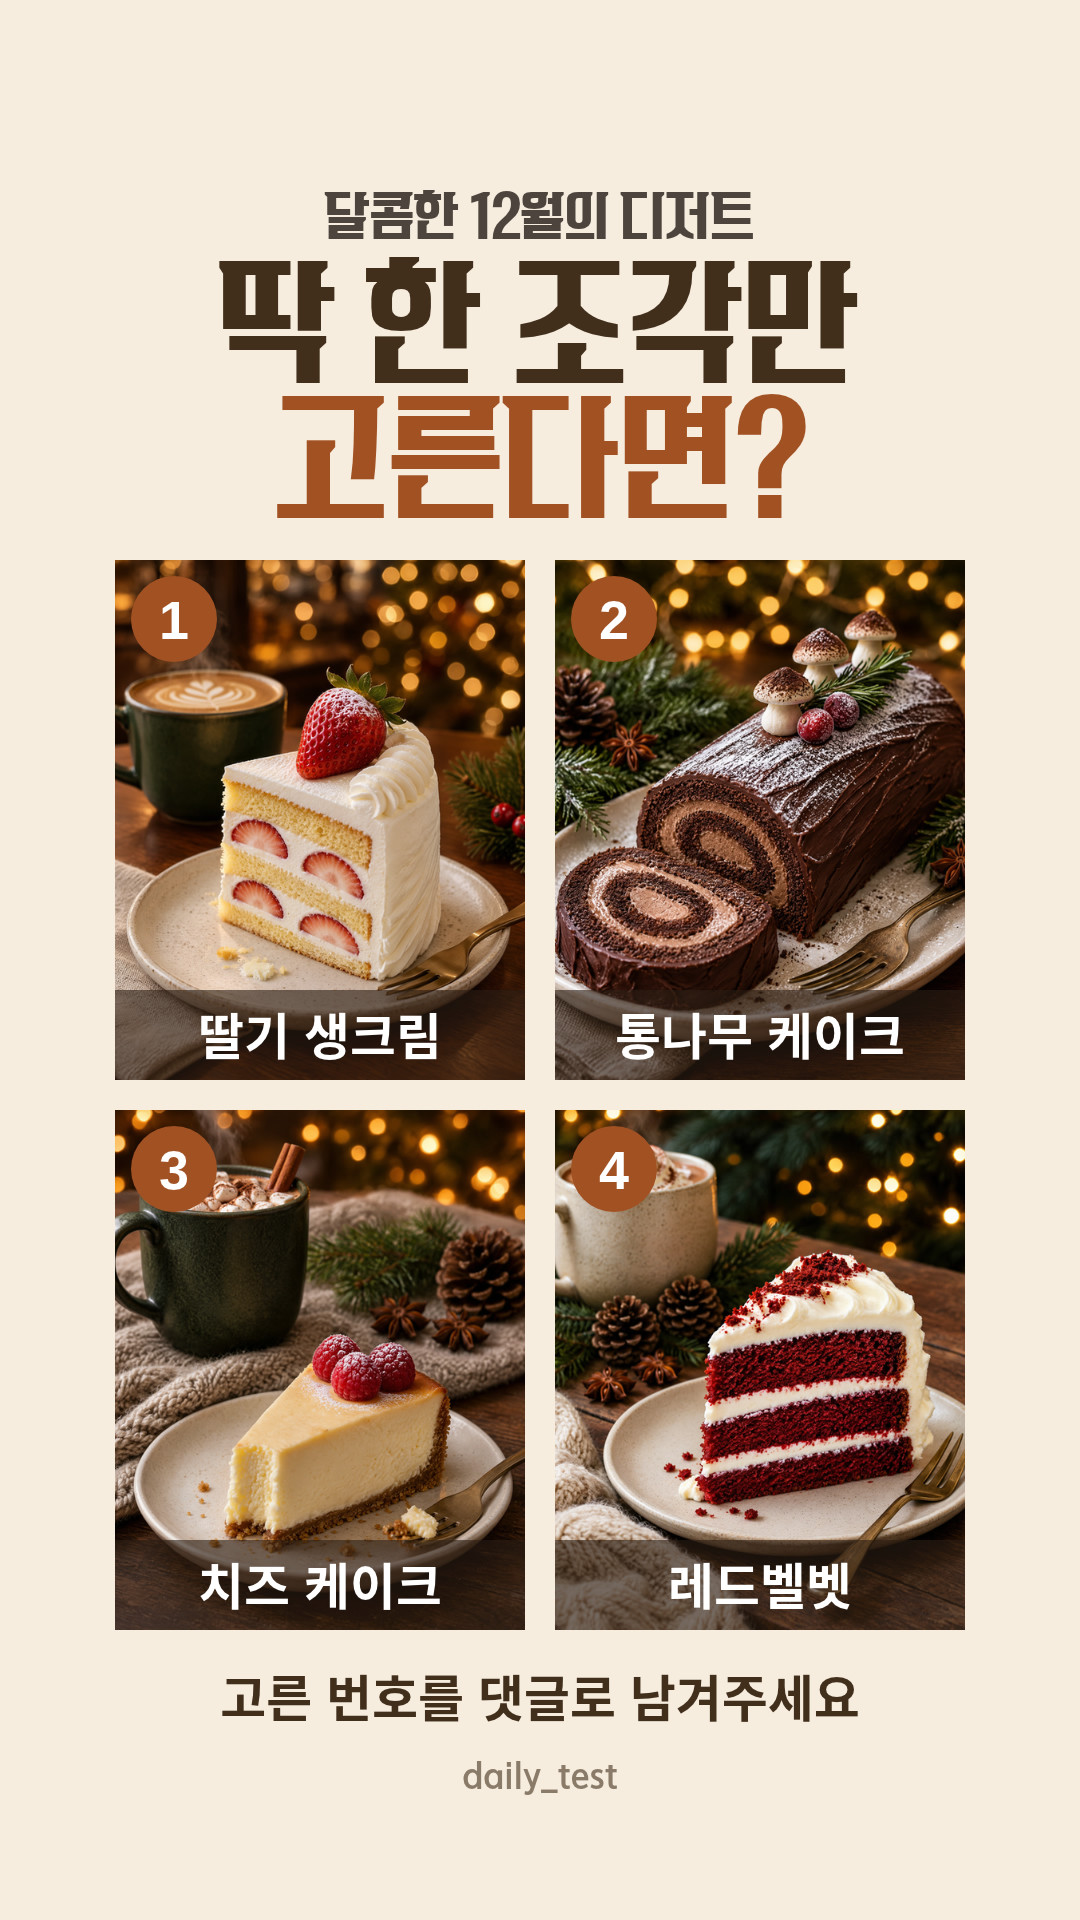 달콤한 12월의 디저트
딱 한 조각만
고른다면?
1
2
딸기 생크림
통나무 케이크
3
4
치즈 케이크
레드벨벳
고른 번호를 댓글로 남겨주세요
daily_test